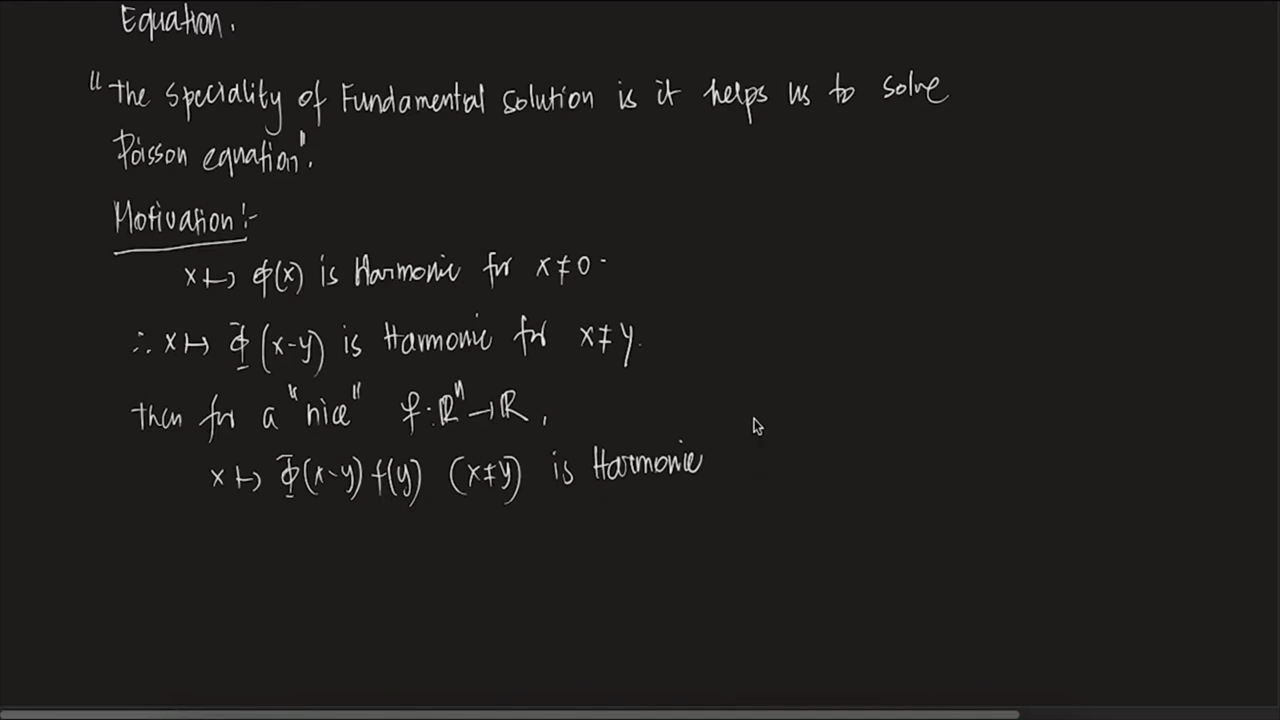 Equation.
"The speciality of Fundamental solution is it helps us to solve
Poisson equation".
Motivation:-
x ↦ ϕ(x) is Harmonic for x≠0.
∴ x ↦ Φ(x-y) is Harmonic for x≠y.
then for a "nice" f: ℝⁿ → ℝ,
x ↦ Φ(x-y) f(y) (x≠y) is Harmonic